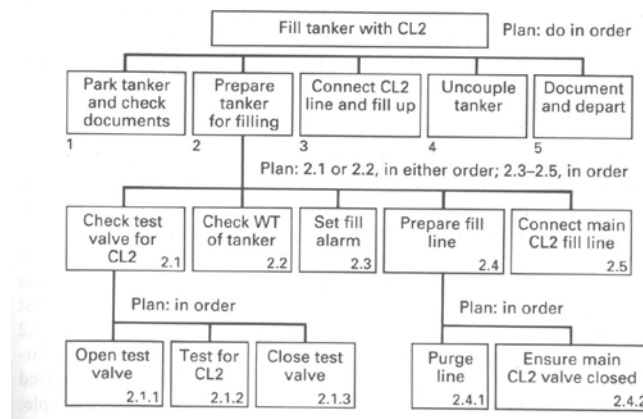 Fill tanker with CL2
Plan: do in order
Park tanker
and check
documents
1
Prepare
tanker
for filling
2
Connect CL2
line and fill up
3
Uncouple
tanker
4
Document
and depart
5
Plan: 2.1 or 2.2, in either order; 2.3–2.5, in order
Check test
valve for
CL2
2.1
Check WT
of tanker
2.2
Set fill
alarm
2.3
Prepare fill
line
2.4
Connect main
CL2 fill line
2.5
Plan: in order
Plan: in order
Open test
valve
2.1.1
Test for
CL2
2.1.2
Close test
valve
2.1.3
Purge
line
2.4.1
Ensure main
CL2 valve closed
2.4.2